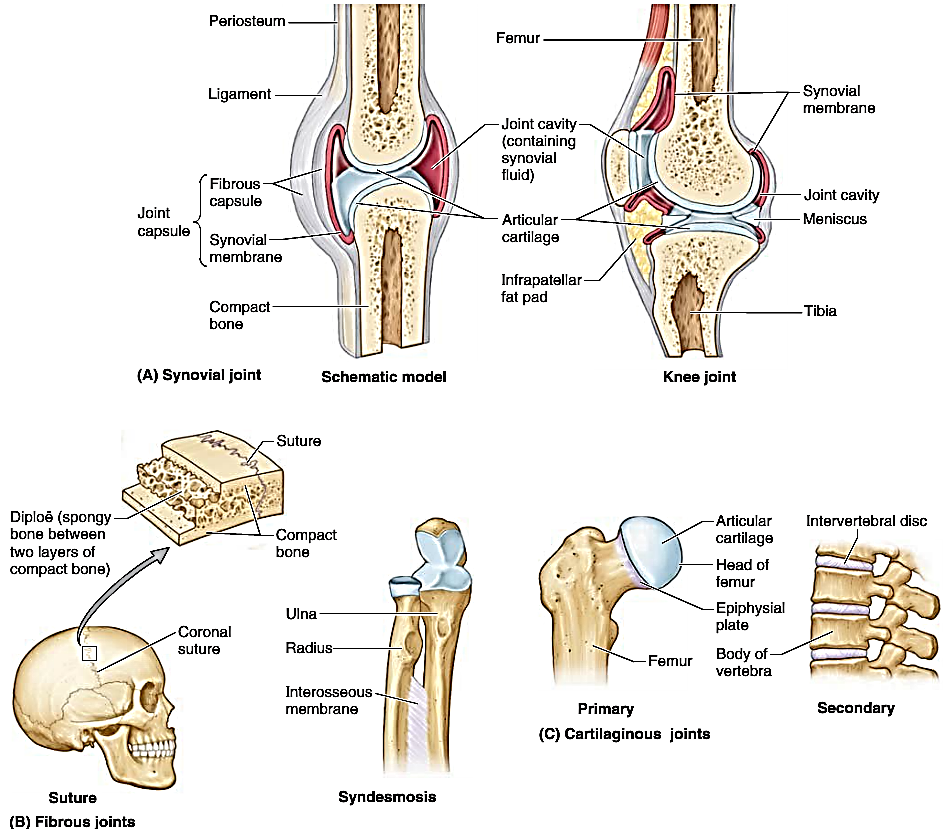 Periosteum
Ligament
Joint
capsule
Fibrous
capsule
Synovial
membrane
Compact
bone
Joint cavity
(containing
synovial
fluid)
Articular
cartilage
Infrapatellar
fat pad
Femur
Synovial
membrane
Joint cavity
Meniscus
Tibia
(A) Synovial joint
Schematic model
Knee joint
Suture
Diploë (spongy
bone between
two layers of
compact bone)
Compact
bone
Coronal
suture
Suture
(B) Fibrous joints
Ulna
Radius
Interosseous
membrane
Syndesmosis
Articular
cartilage
Head of
femur
Epiphysial
plate
Femur
Primary
(C) Cartilaginous joints
Intervertebral disc
Body of
vertebra
Secondary